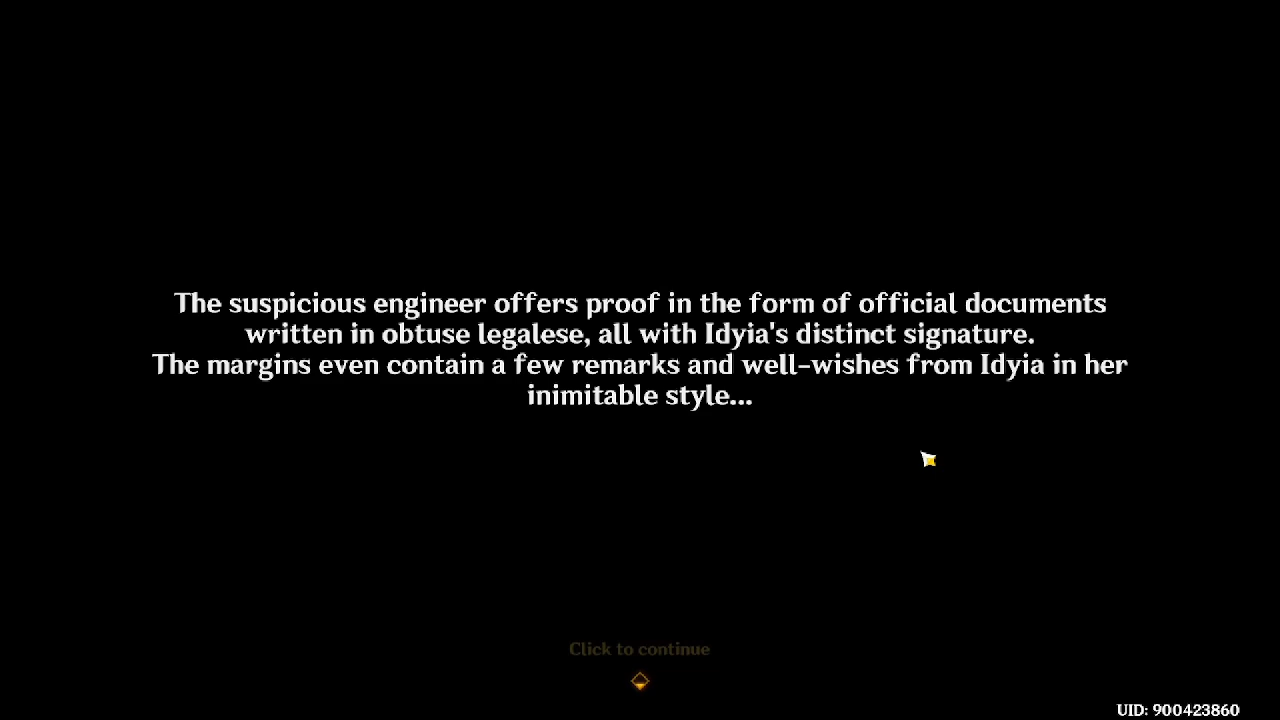 The suspicious engineer offers proof in the form of official documents
written in obtuse legalese, all with Idyia's distinct signature.
The margins even contain a few remarks and well-wishes from Idyia in her
inimitable style...
Click to continue
UID: 900423860